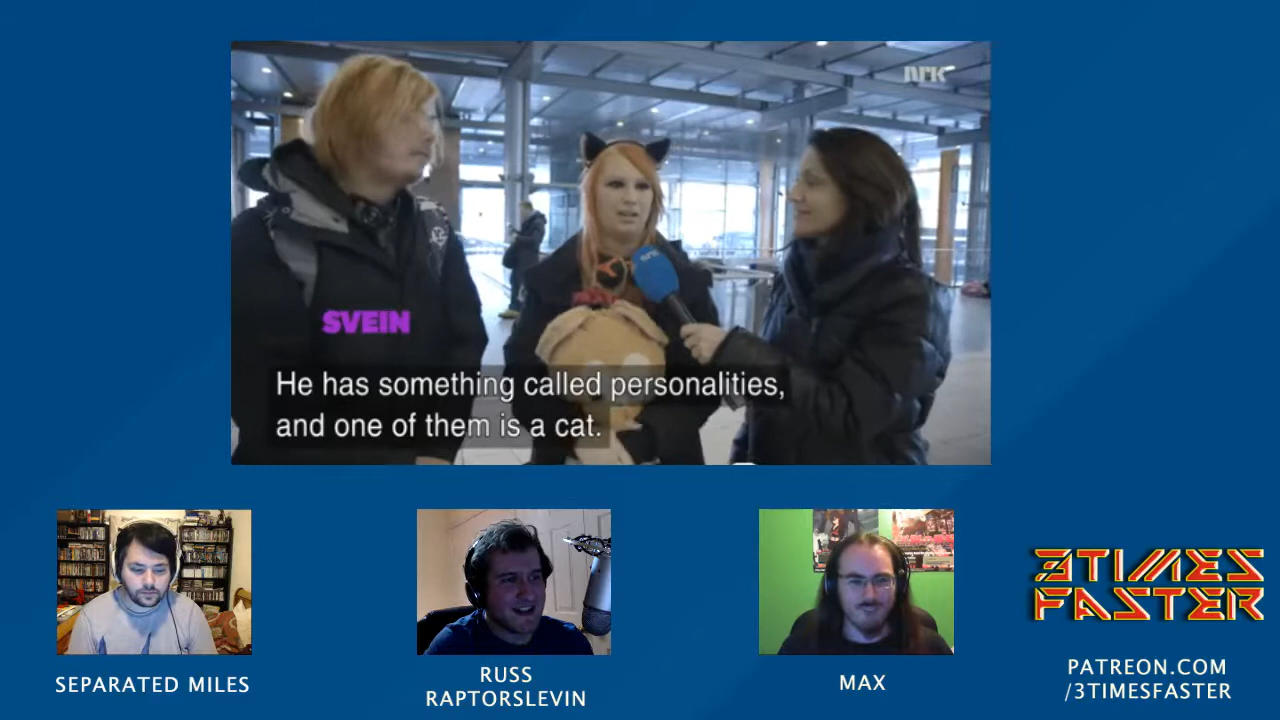 nrk
nrk
SVEIN
He has something called personalities,
and one of them is a cat.
3TIMES
FASTER
SEPARATED MILES
RUSS
RAPTORSLEVIN
MAX
PATREON.COM
/3TIMESFASTER